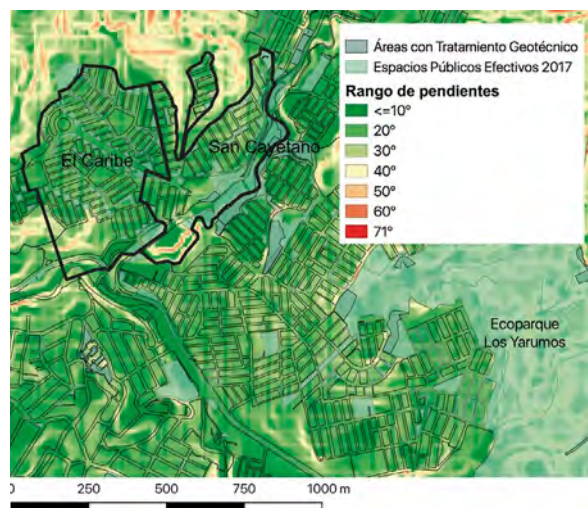 Áreas con Tratamiento Geotécnico
Espacios Públicos Efectivos 2017
Rango de pendientes
<=10°
20°
30°
40°
50°
60°
71°
El Caribe
San Cayetano
Ecoparque
Los Yarumos
0 250 500 750 1000 m